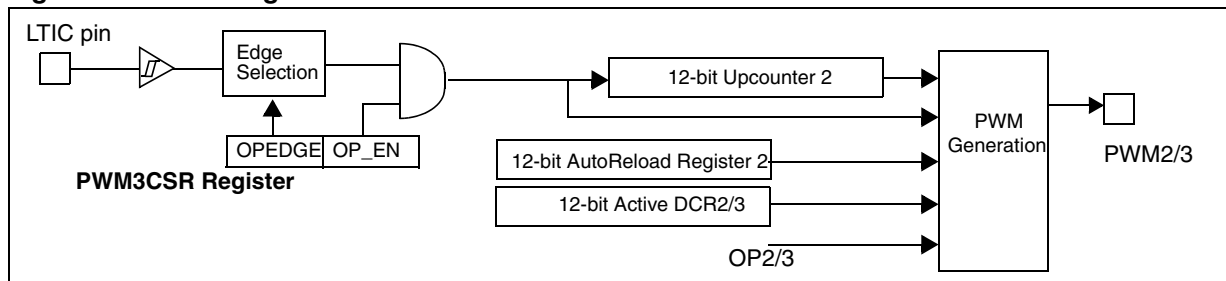 LTIC pin
Edge
Selection
12-bit Upcounter 2
PWM
Generation
PWM2/3
OPEDGE OP_EN
PWM3CSR Register
12-bit AutoReload Register 2
12-bit Active DCR2/3
OP2/3